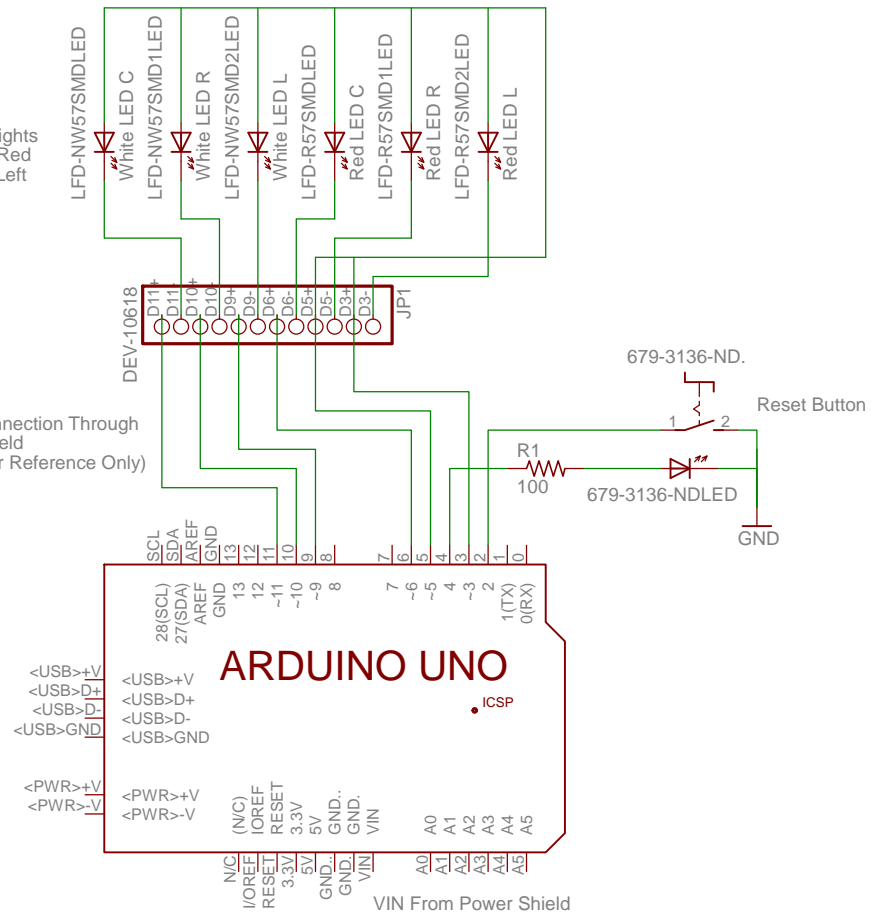 LFD-NW57SMDLED
White LED C
LFD-NW57SMD1LED
White LED R
LFD-NW57SMD2LED
White LED L
LFD-R57SMDLED
Red LED C
LFD-R57SMD1LED
Red LED R
LFD-R57SMD2LED
Red LED L
ights
Red
Left
DEV-10618
D11+
D11-
D10+
D10-
D9+
D9-
D6+
D6-
D5+
D5-
D3+
D3-
JP1
679-3136-ND.
Reset Button
1
2
nnection Through
eld
r Reference Only)
R1
100
679-3136-NDLED
GND
SCL
SDA
AREF
GND
13
12
11
10
9
8
7
6
5
4
3
2
1
0
28(SCL)
27(SDA)
AREF
GND
13
12
~11
~10
~9
8
7
~6
~5
4
~3
2
1(TX)
0(RX)
ARDUINO UNO
ICSP
<USB>+V
<USB>D+
<USB>D-
<USB>GND
<USB>+V
<USB>D+
<USB>D-
<USB>GND
<PWR>+V
<PWR>-V
<PWR>+V
<PWR>-V
(N/C)
IOREF
RESET
3.3V
5V
GND..
GND.
VIN
A0
A1
A2
A3
A4
A5
N/C
I/OREF
RESET
3.3V
5V
GND..
GND.
VIN
A0
A1
A2
A3
A4
A5
VIN From Power Shield